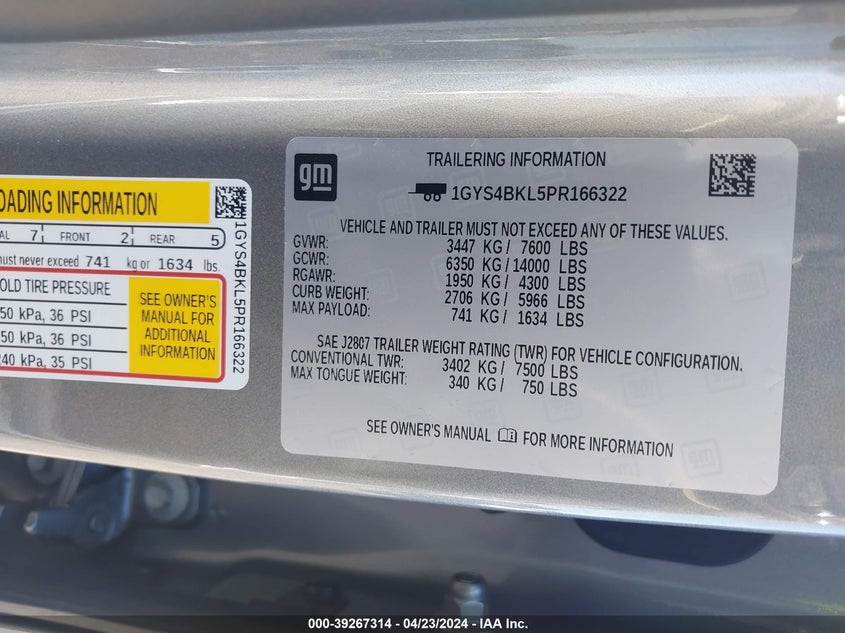 OADING INFORMATION
AL 7 FRONT 2 REAR 5
must never exceed 741 kg or 1634 lbs.
OLD TIRE PRESSURE
50 kPa, 36 PSI
50 kPa, 36 PSI
240 kPa, 35 PSI
SEE OWNER'S
MANUAL FOR
ADDITIONAL
INFORMATION
1GYS4BKL5PR166322
gm
TRAILERING INFORMATION
1GYS4BKL5PR166322
VEHICLE AND TRAILER MUST NOT EXCEED ANY OF THESE VALUES.
GVWR: 3447 KG/ 7600 LBS
GCWR: 6350 KG/14000 LBS
RGAWR: 1950 KG/ 4300 LBS
CURB WEIGHT: 2706 KG/ 5966 LBS
MAX PAYLOAD: 741 KG/ 1634 LBS
SAE J2807 TRAILER WEIGHT RATING (TWR) FOR VEHICLE CONFIGURATION.
CONVENTIONAL TWR: 3402 KG/ 7500 LBS
MAX TONGUE WEIGHT: 340 KG/ 750 LBS
SEE OWNER'S MANUAL FOR MORE INFORMATION
000-39267314 - 04/23/2024 - IAA Inc.